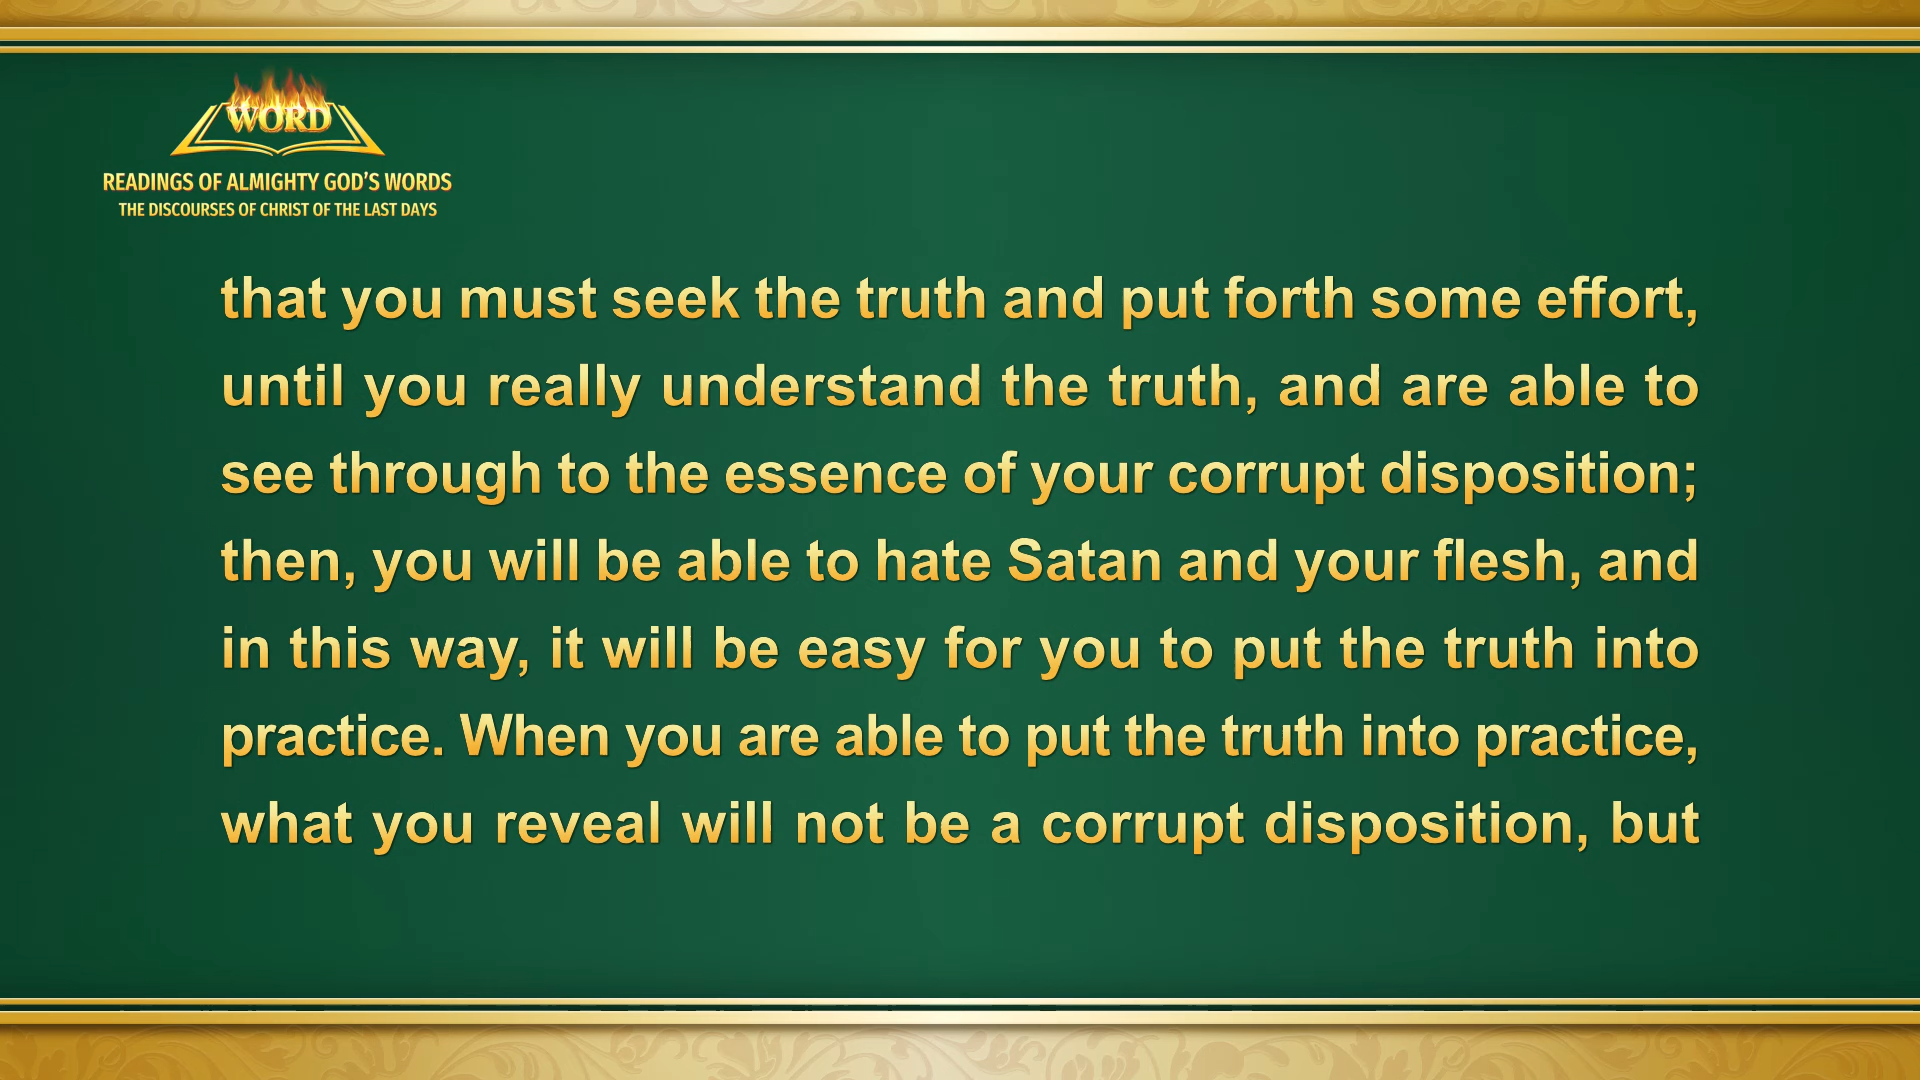 WORD
READINGS OF ALMIGHTY GOD'S WORDS
THE DISCOURSES OF CHRIST OF THE LAST DAYS
that you must seek the truth and put forth some effort,
until you really understand the truth, and are able to
see through to the essence of your corrupt disposition;
then, you will be able to hate Satan and your flesh, and
in this way, it will be easy for you to put the truth into
practice. When you are able to put the truth into practice,
what you reveal will not be a corrupt disposition, but